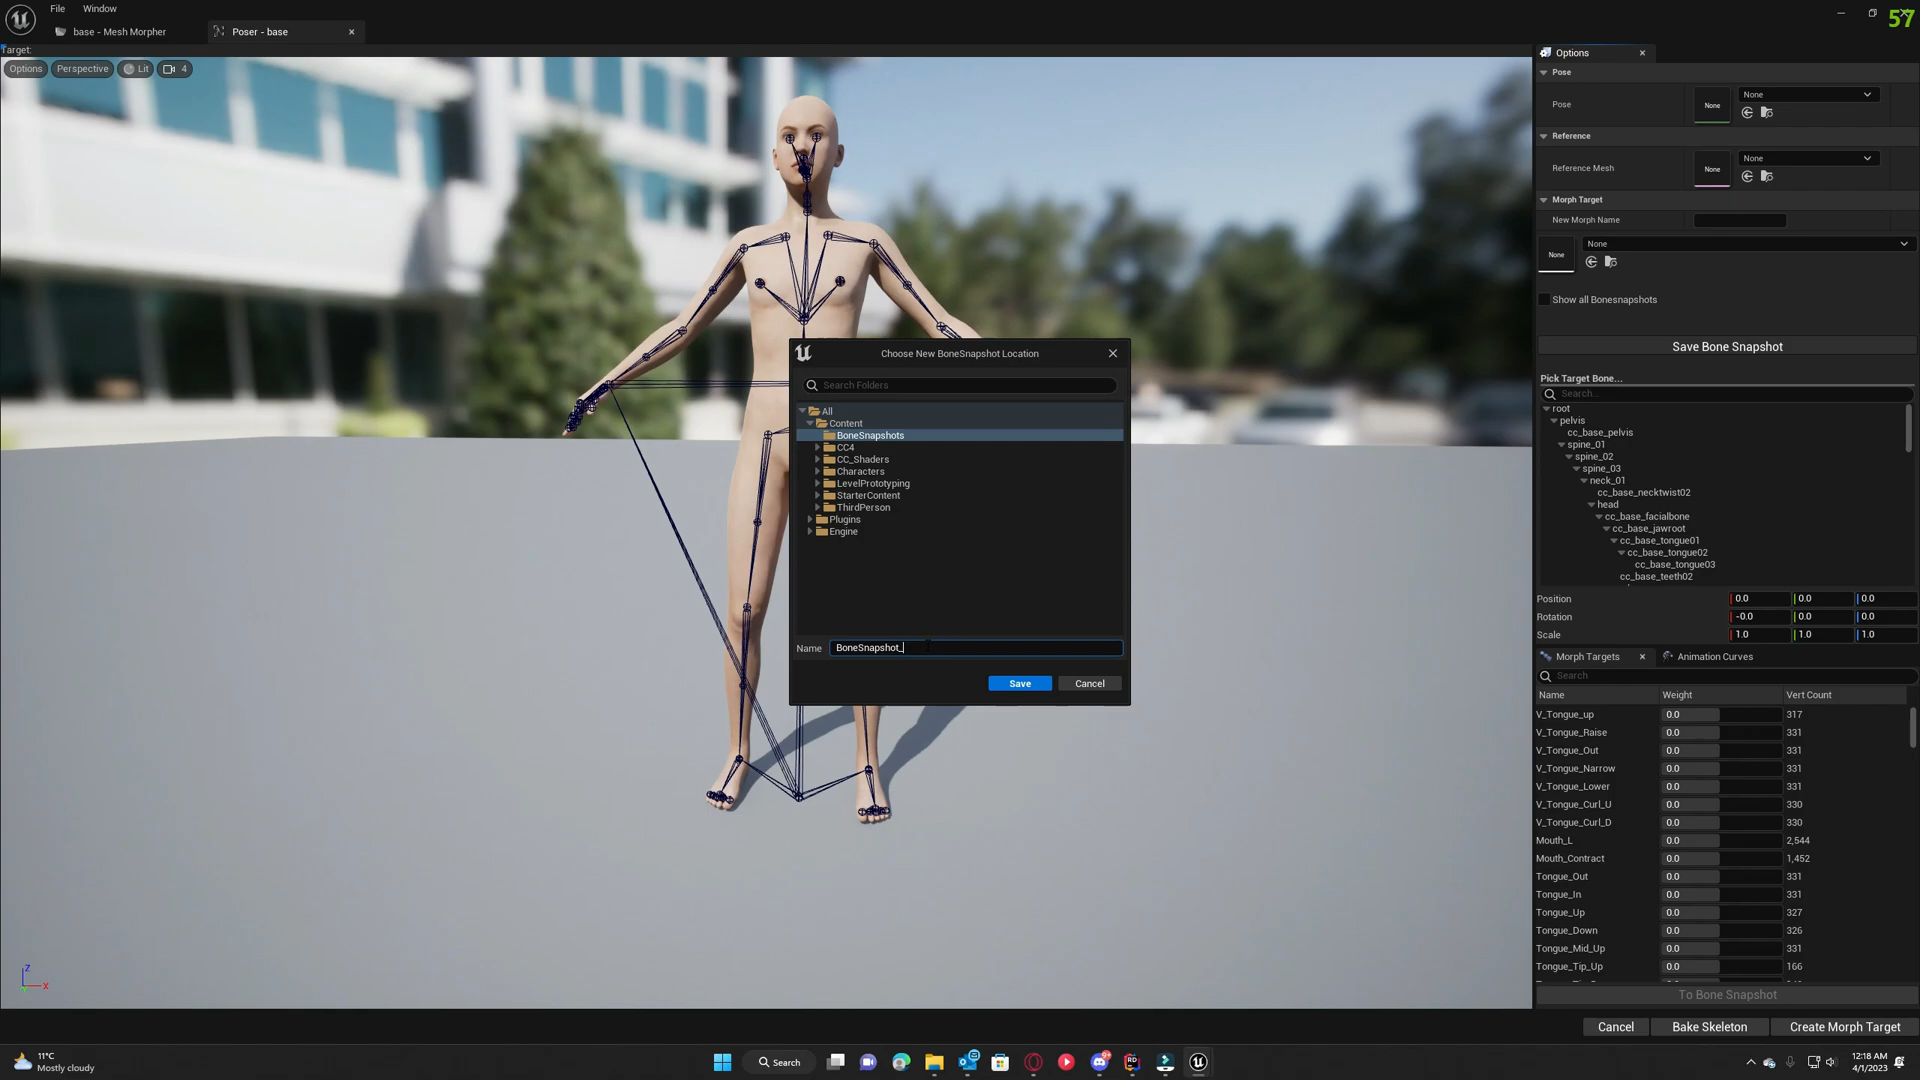 File
Window
57
base - Mesh Morpher
Poser - base
Target:
Options
Perspective
Lit
4
Options
Pose
Pose
None
None
Reference
Reference Mesh
None
None
Morph Target
New Morph Name
None
None
Show all Bonesnapshots
Save Bone Snapshot
Pick Target Bone...
Search...
root
pelvis
cc_base_pelvis
spine_01
spine_02
spine_03
neck_01
cc_base_necktwist02
head
cc_base_facialbone
cc_base_jawroot
cc_base_tongue01
cc_base_tongue02
cc_base_tongue03
cc_base_teeth02
Position 0.0 0.0 0.0
Rotation -0.0 0.0 0.0
Scale 1.0 1.0 1.0
Morph Targets
Animation Curves
Search
Name Weight Vert Count
V_Tongue_up 0.0 317
V_Tongue_Raise 0.0 331
V_Tongue_Out 0.0 331
V_Tongue_Narrow 0.0 331
V_Tongue_Lower 0.0 331
V_Tongue_Curl_U 0.0 330
V_Tongue_Curl_D 0.0 330
Mouth_L 0.0 2,544
Mouth_Contract 0.0 1,452
Tongue_Out 0.0 331
Tongue_In 0.0 331
Tongue_Up 0.0 327
Tongue_Down 0.0 326
Tongue_Mid_Up 0.0 331
Tongue_Tip_Up 0.0 166
To Bone Snapshot
Cancel
Bake Skeleton
Create Morph Target
Choose New BoneSnapshot Location
Search Folders
All
Content
BoneSnapshots
CC4
CC_Shaders
Characters
LevelPrototyping
StarterContent
ThirdPerson
Plugins
Engine
Name BoneSnapshot_
Save
Cancel
Z
X
11°C
Mostly cloudy
Search
12:18 AM
4/1/2023